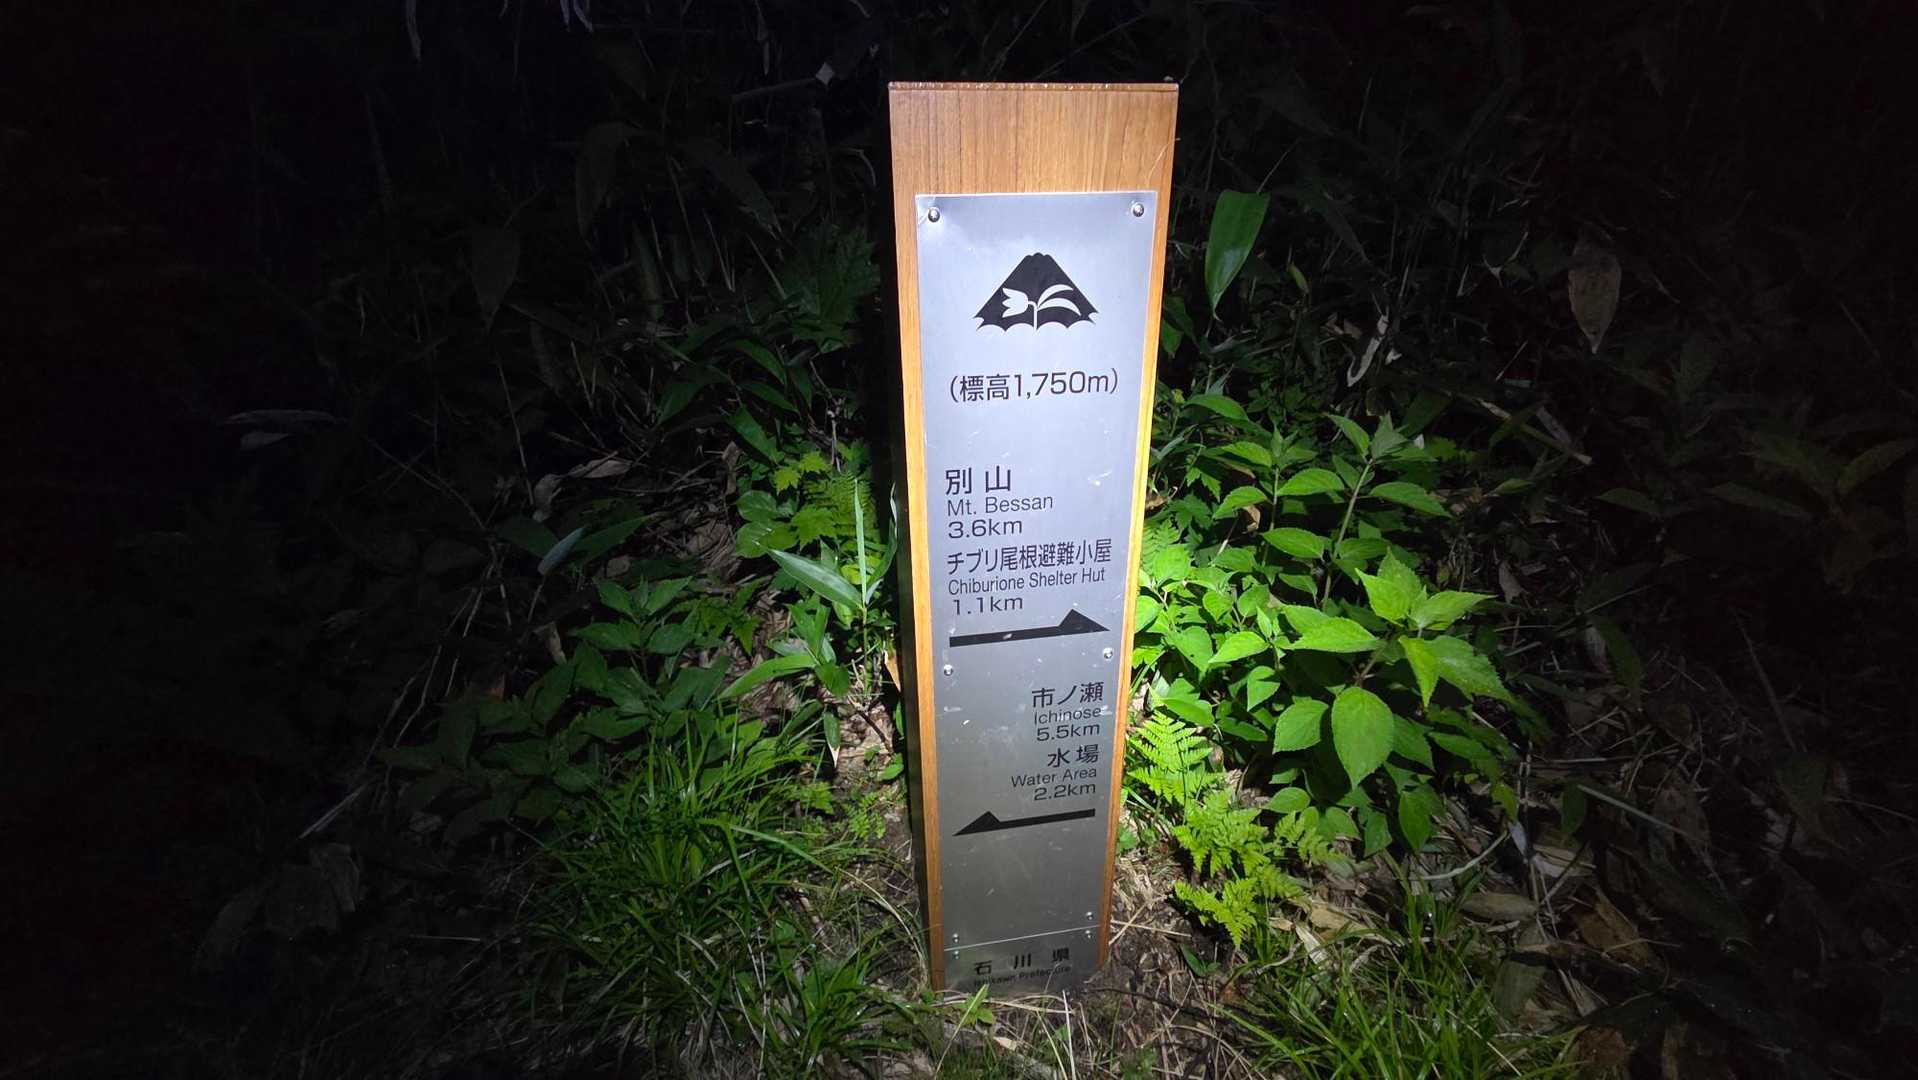 (標高1,750m)
別山
Mt. Bessan
3.6km
チブリ尾根避難小屋
Chiburione Shelter Hut
1.1km
市ノ瀬
Ichinose
5.5km
水場
Water Area
2.2km
石川県
Ishikawa Prefecture